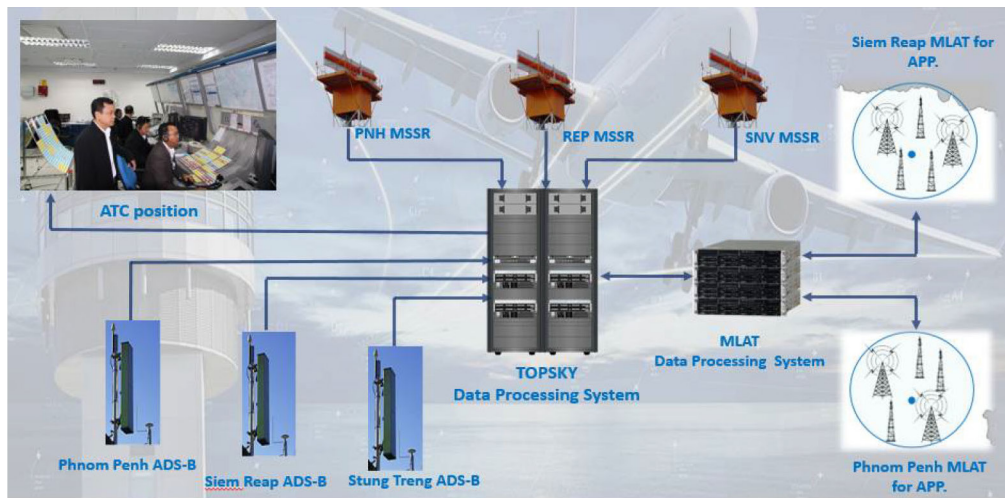 Siem Reap MLAT for
APP.
PNH MSSR
REP MSSR
SNV MSSR
ATC position
MLAT
Data Processing System
TOPSKY
Data Processing System
Phnom Penh ADS-B
Siem Reap ADS-B
Stung Treng ADS-B
Phnom Penh MLAT
for APP.